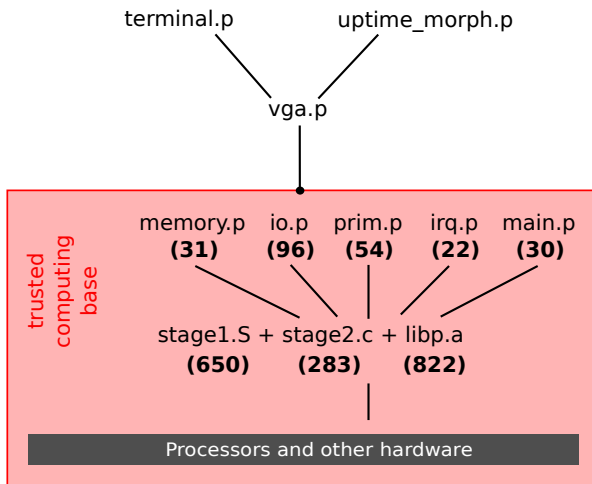 terminal.p uptime_morph.p
vga.p
trusted
computing
base
memory.p io.p prim.p irq.p main.p
(31) (96) (54) (22) (30)
stage1.S + stage2.c + libp.a
(650) (283) (822)
Processors and other hardware